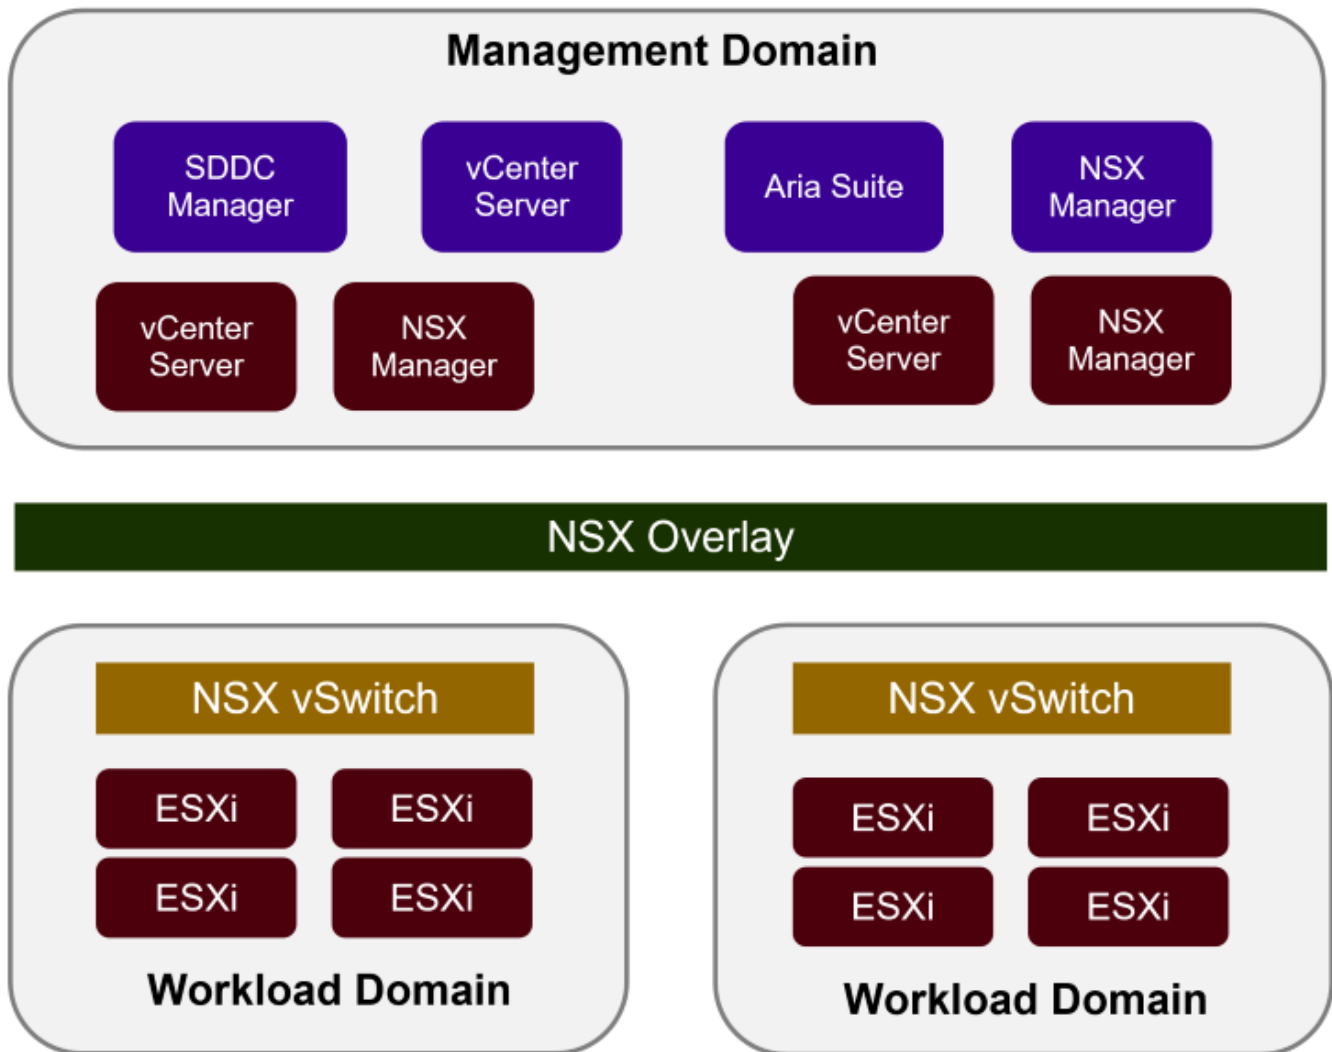 Management Domain
SDDC
Manager
vCenter
Server
Aria Suite
NSX
Manager
vCenter
Server
NSX
Manager
vCenter
Server
NSX
Manager
NSX Overlay
NSX vSwitch
ESXi
ESXi
ESXi
ESXi
Workload Domain
NSX vSwitch
ESXi
ESXi
ESXi
ESXi
Workload Domain